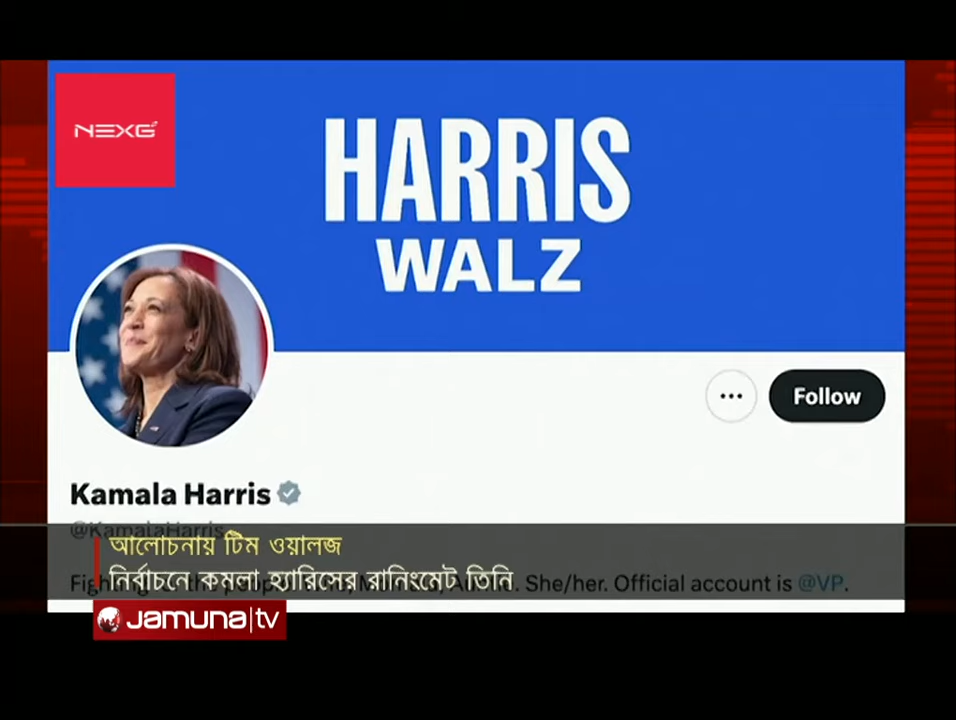 NEXG
HARRIS
WALZ
Follow
Kamala Harris
@KamalaHarris
আলোচনায় টিম ওয়ালজ
নির্বাচনে কমলা হ্যারিসের রানিংমেট তিনি
She/her. Official account is @VP.
Jamuna|tv